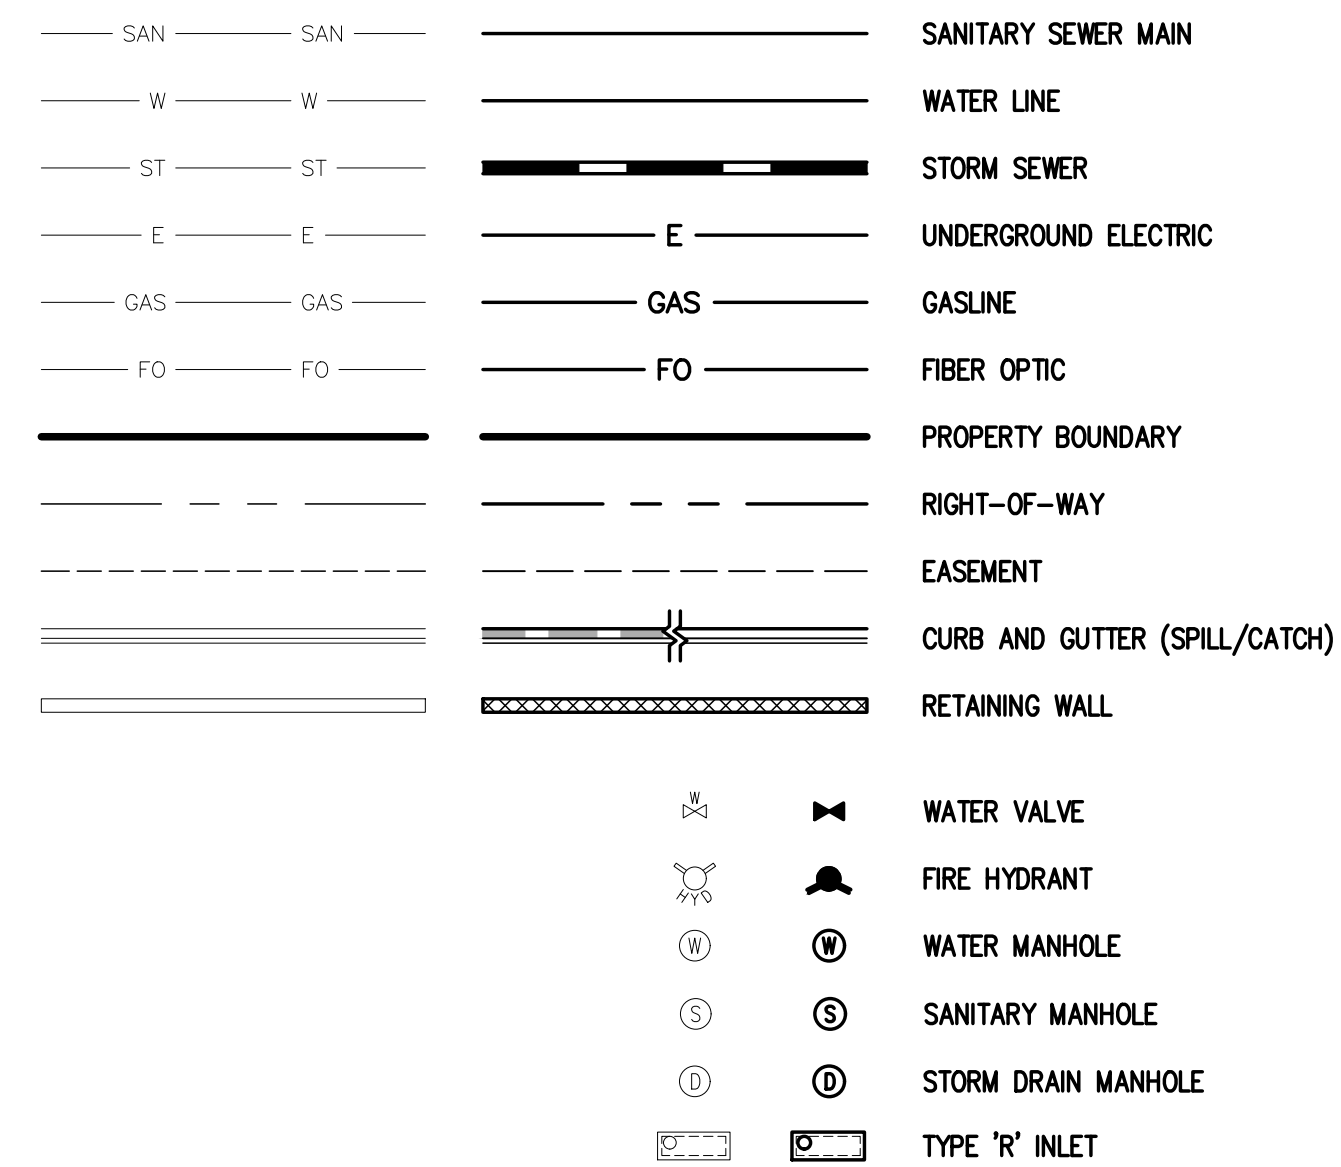 SAN SAN SANITARY SEWER MAIN
W W WATER LINE
ST ST STORM SEWER
E E E UNDERGROUND ELECTRIC
GAS GAS GAS GASLINE
FO FO FO FIBER OPTIC
PROPERTY BOUNDARY
RIGHT-OF-WAY
EASEMENT
CURB AND GUTTER (SPILL/CATCH)
RETAINING WALL
W WATER VALVE
HYD FIRE HYDRANT
W W WATER MANHOLE
S S SANITARY MANHOLE
D D STORM DRAIN MANHOLE
TYPE 'R' INLET